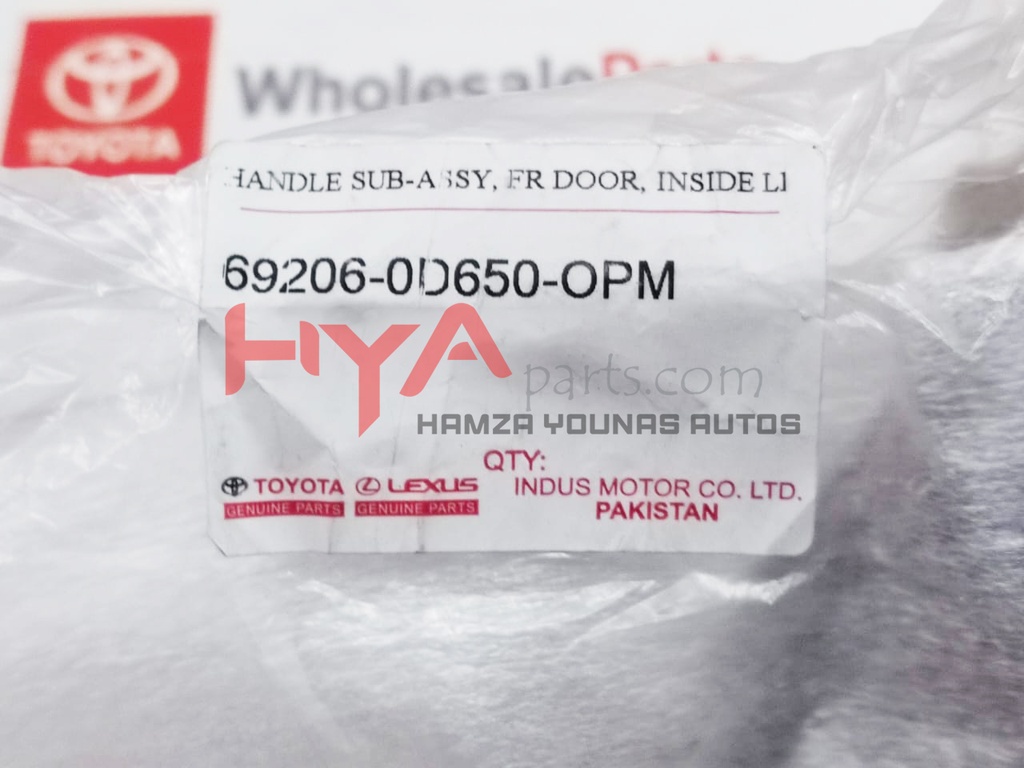 TOYOTA
Wholesale
HANDLE SUB-ASSY, FR DOOR, INSIDE
69206-0D650-OPM
HYA parts.com
HAMZA YOUNAS AUTOS
QTY:
TOYOTA LEXUS INDUS MOTOR CO. LTD.
GENUINE PARTS GENUINE PARTS PAKISTAN